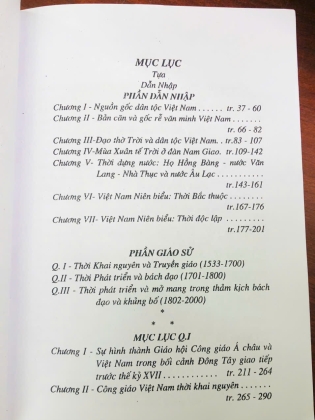 MỤC LỤC
Tựa
Dẫn Nhập
PHẦN DẪN NHẬP
Chương I - Nguồn gốc dân tộc Việt Nam . . . . . . tr. 37 - 60
Chương II - Bản căn và gốc rễ văn minh Việt Nam . . . .
tr. 66 - 82
Chương III-Đạo thờ Trời và dân tộc Việt Nam. . tr.83 - 107
Chương IV-Mùa Xuân tế Trời ở đàn Nam Giao. tr.109-142
Chương V- Thời dựng nước: Họ Hồng Bàng - nước Văn
Lang - Nhà Thục và nước Âu Lạc . . . . . . . . . . . . .
tr.143-161
Chương VI- Việt Nam Niên biểu: Thời Bắc thuộc . . . . .
tr.167-176
Chương VII- Việt Nam Niên biểu: Thời độc lập . . . . . . . . .
tr.177-201
PHẦN GIÁO SỬ
Q. I - Thời Khai nguyên và Truyền giáo (1533-1700)
Q.II - Thời Phát triển và bách đạo (1701-1800)
Q.III - Thời phát triển và mở mang trong thảm kịch bách
đạo và khủng bố (1802-2000)
*
* *
MỤC LỤC Q.I
Chương I - Sự hình thành Giáo hội Công giáo Á châu và
Việt Nam trong bối cảnh Đông Tây giao tiếp
trước thế kỷ XVII . . . . . . . . . . . . tr. 211 - 264
Chương II - Công giáo Việt Nam thời khai nguyên . . . . . . .
tr. 265 - 290